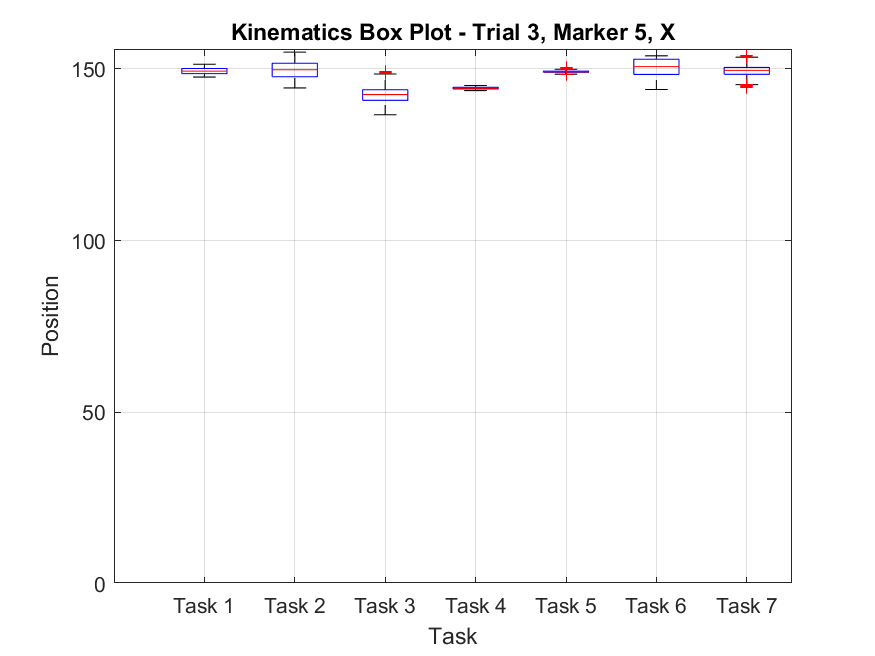 Kinematics Box Plot - Trial 3, Marker 5, X
150
100
50
0
Position
Task 1 Task 2 Task 3 Task 4 Task 5 Task 6 Task 7
Task